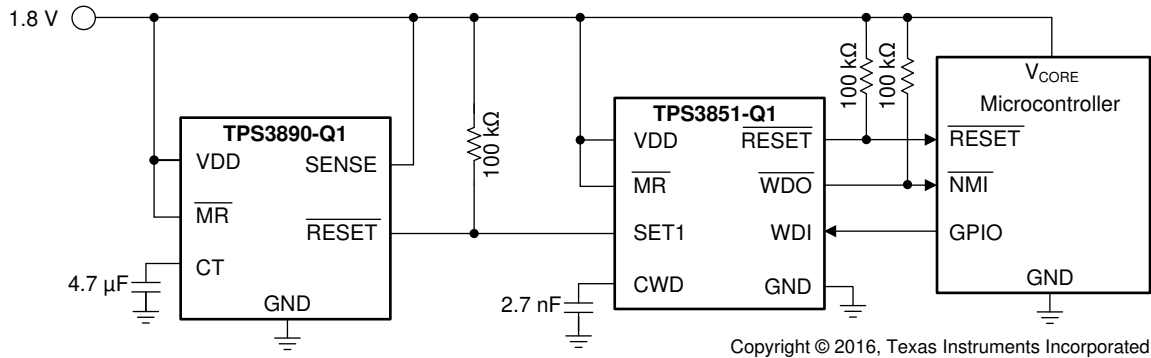 1.8 V
VCORE
Microcontroller
RESET
NMI
GPIO
GND
TPS3890-Q1
VDD
SENSE
MR
RESET
CT
GND
4.7 µF
100 kΩ
TPS3851-Q1
VDD
RESET
MR
WDO
SET1
WDI
CWD
GND
2.7 nF
100 kΩ
100 kΩ
Copyright © 2016, Texas Instruments Incorporated